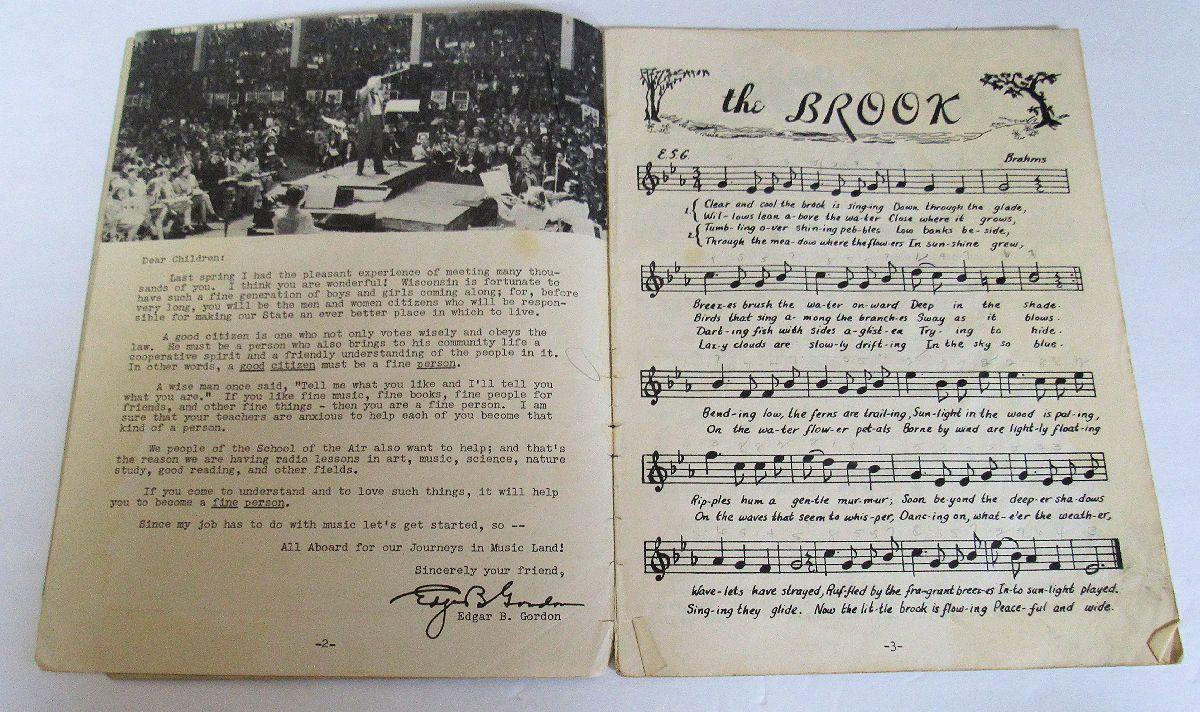 Dear Children:
Last spring I had the pleasant experience of meeting many thou-
sands of you. I think you are wonderful! Wisconsin is fortunate to
have such a fine generation of boys and girls coming along; for, before
very long, you will be the men and women citizens who will be respon-
sible for making our State an ever better place in which to live.
A good citizen is one who not only votes wisely and obeys the
law. He must be a person who also brings to his community life a
cooperative spirit and a friendly understanding of the people in it.
In other words, a good citizen must be a fine person.
A wise man once said, "Tell me what you like and I'll tell you
what you are." If you like fine music, fine books, fine people for
friends, and other fine things - then you are a fine person. I am
sure that your teachers are anxious to help each of you become that
kind of a person.
We people of the School of the Air also want to help; and that's
the reason we are having radio lessons in art, music, science, nature
study, good reading, and other fields.
If you come to understand and to love such things, it will help
you to become a fine person.
Since my job has to do with music let's get started, so --
All Aboard for our Journeys in Music Land!
Sincerely your friend,
Edgar B Gordon
Edgar B. Gordon
-2-
the BROOK
E.S.G. Brahms
1. Clear and cool the brook is sing-ing Down through the glade,
Wil-lows lean a-bove the wa-ter Close where it grows,
2. Tumb-ling o-ver shin-ing peb-bles Low banks be-side,
Through the mea-dow where the flow-ers In sun-shine grew,
Breez-es brush the wa-ter on-ward Deep in the shade.
Birds that sing a-mong the branch-es Sway as it blows.
Dart-ing fish with sides a-glist-en Try-ing to hide.
Laz-y clouds are slow-ly drift-ing In the sky so blue.
Bend-ing low, the ferns are trail-ing, Sun-light in the wood is pal-ing,
On the wa-ter flow-er pet-als Borne by wind are light-ly float-ing
Rip-ples hum a gen-tle mur-mur; Soon be-yond the deep-er sha-dows
On the waves that seem to whis-per, Danc-ing on, what-e'er the weath-er,
Wave-lets have strayed, Ruf-fled by the fra-grant breez-es In-to sun-light played.
Sing-ing they glide. Now the lit-tle brook is flow-ing Peace-ful and wide.
-3-